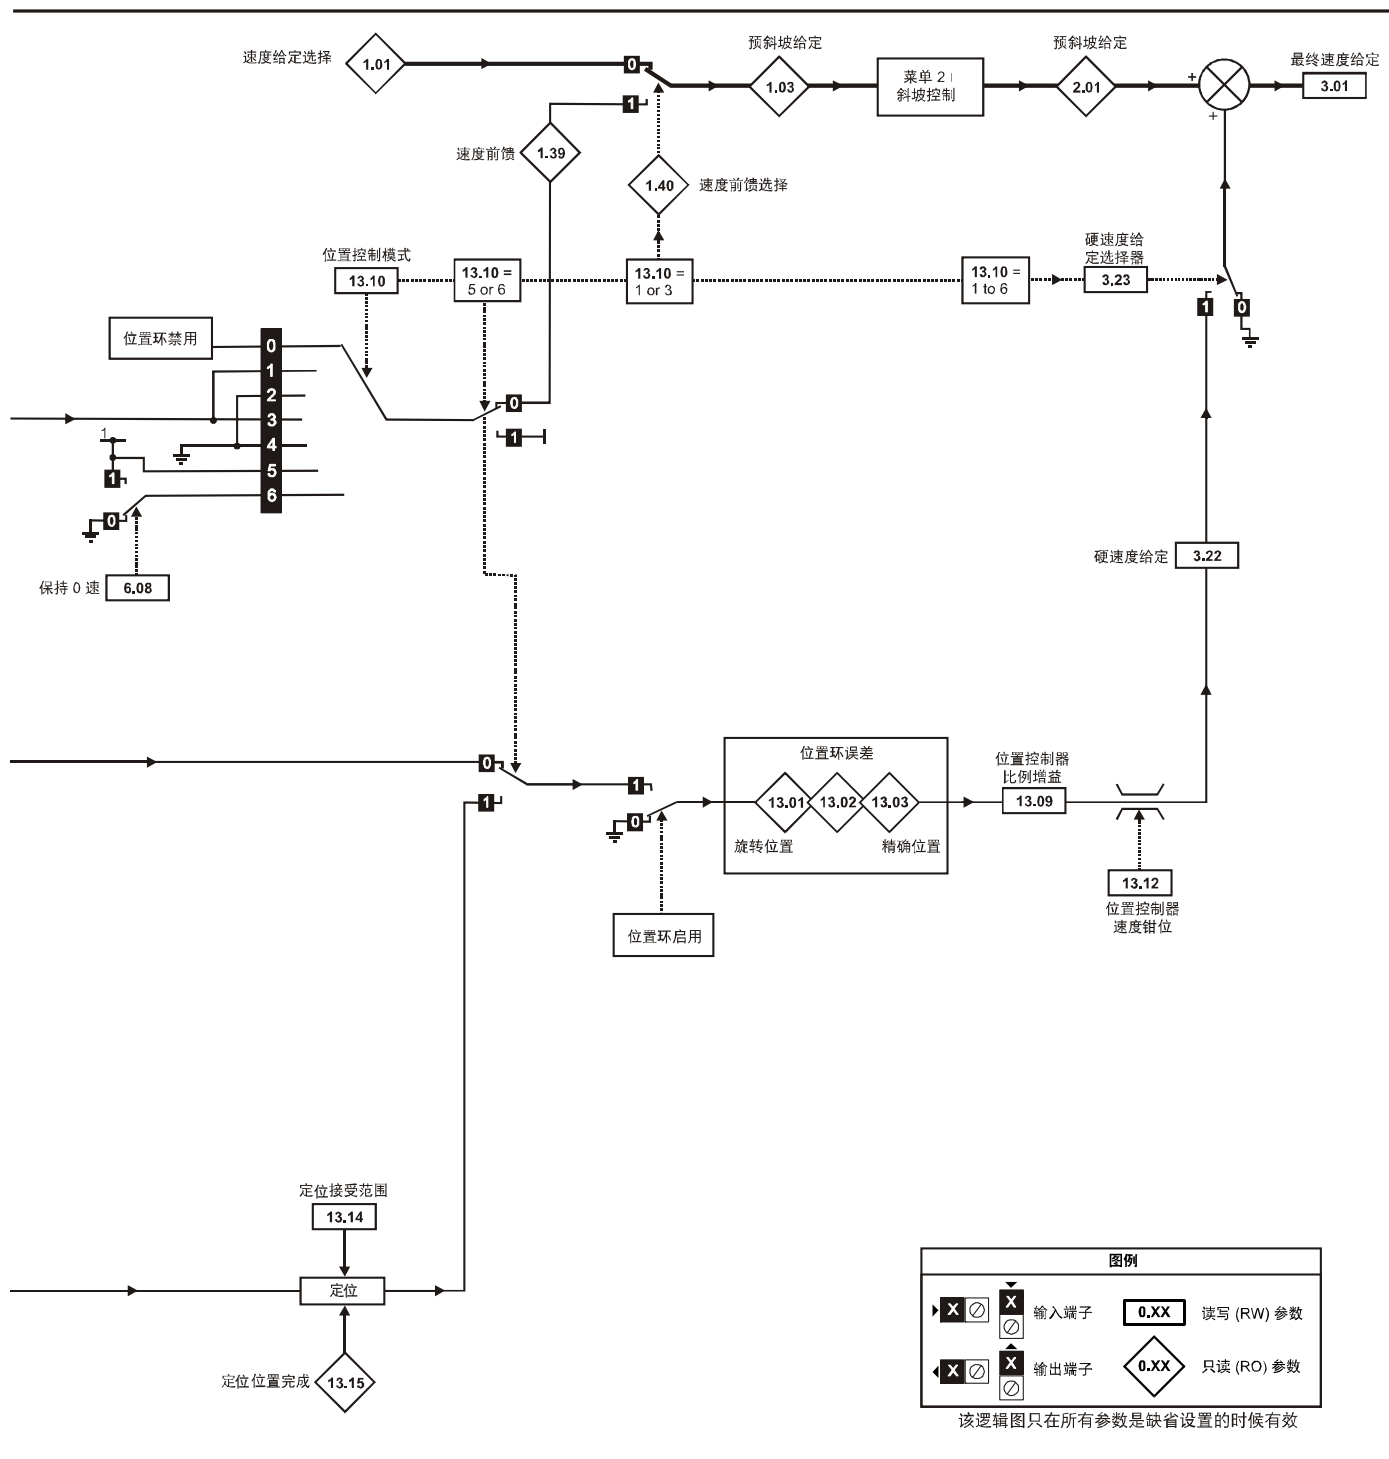 速度给定选择
1.01
0
预斜坡给定
1.03
菜单 2
斜坡控制
预斜坡给定
2.01
+
+
最终速度给定
3.01
1
速度前馈
1.39
1.40
速度前馈选择
位置控制模式
13.10
13.10 =
5 or 6
13.10 =
1 or 3
13.10 =
1 to 6
硬速度给
定选择器
3.23
1
0
位置环禁用
0
1
2
3
4
5
6
0
1
1
1
0
保持 0 速
6.08
硬速度给定
3.22
0
1
1
0
位置环误差
13.01
13.02
13.03
旋转位置
精确位置
位置控制器
比例增益
13.09
13.12
位置控制器
速度钳位
位置环启用
定位接受范围
13.14
定位
定位位置完成
13.15
图例
X
X
输入端子
0.XX
读写 (RW) 参数
X
X
输出端子
0.XX
只读 (RO) 参数
该逻辑图只在所有参数是缺省设置的时候有效